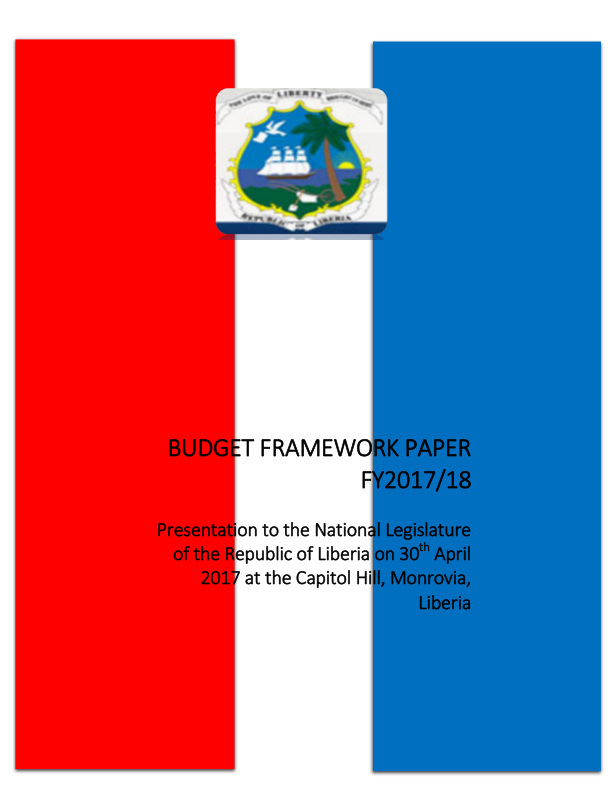 THE LOVE OF LIBERTY BROUGHT US HERE
REPUBLIC OF LIBERIA
BUDGET FRAMEWORK PAPER
FY2017/18
Presentation to the National Legislature
of the Republic of Liberia on 30th April
2017 at the Capitol Hill, Monrovia,
Liberia